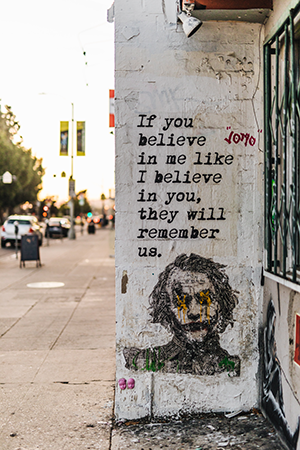 If you
believe
in me like
I believe
in you,
they will
remember
us.
"JOMO"